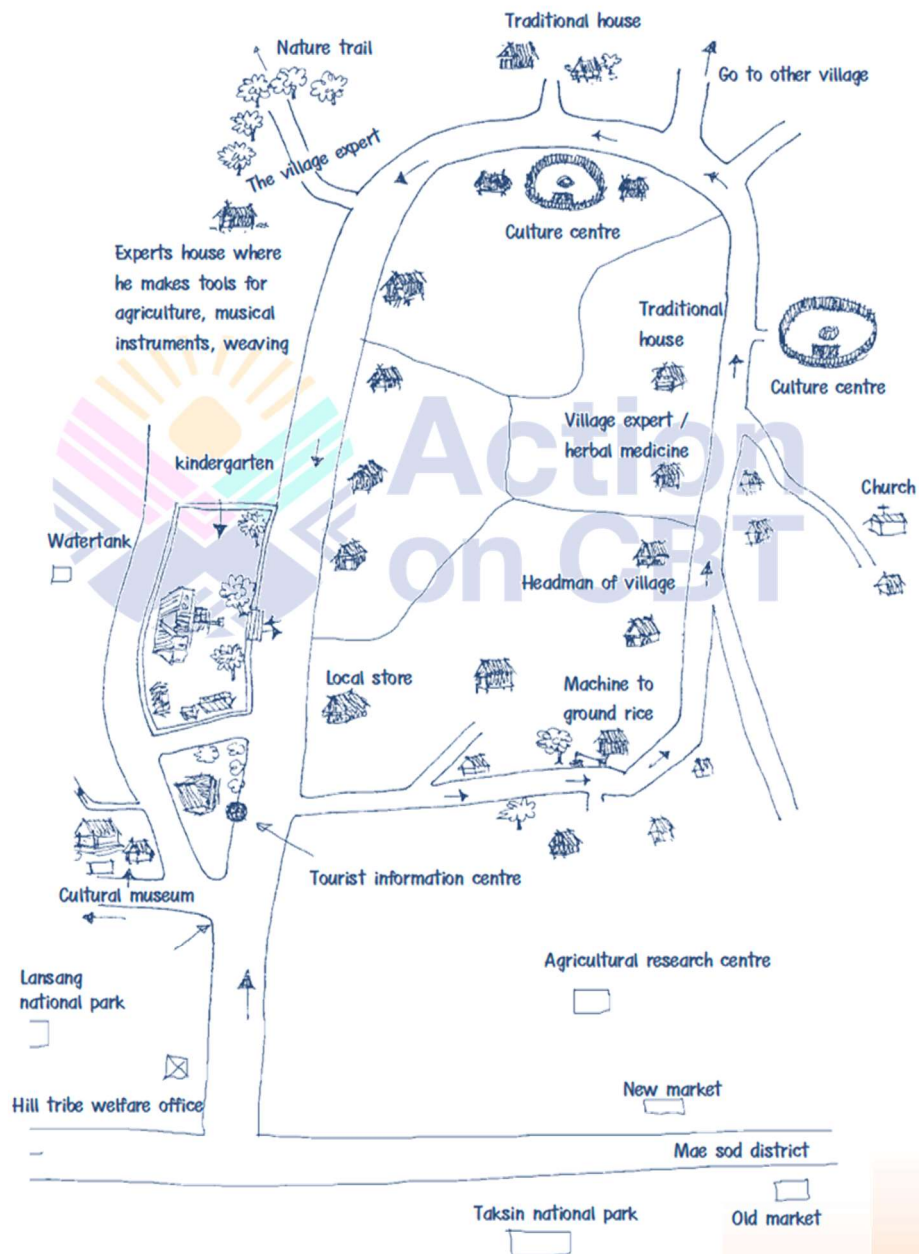 Traditional house
Nature trail
Go to other village
The village expert
Culture centre
Experts house where
he makes tools for
agriculture, musical
instruments, weaving
Traditional
house
Culture centre
Action
on CBT
Village expert /
herbal medicine
kindergarten
Church
Watertank
Headman of village
Local store
Machine to
ground rice
Tourist information centre
Cultural museum
Agricultural research centre
Lansang
national park
New market
Hill tribe welfare office
Mae sod district
Taksin national park
Old market